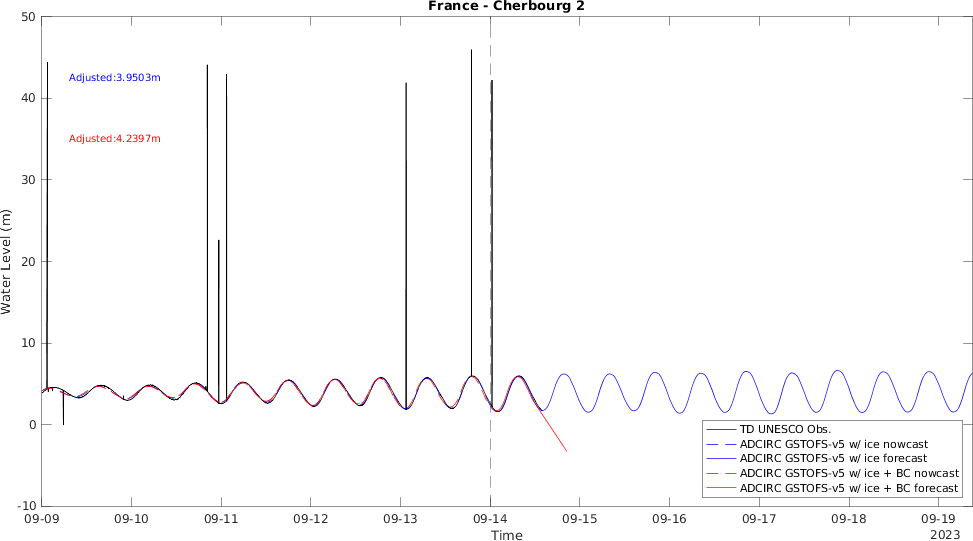 France - Cherbourg 2
50
40
30
20
10
0
-10
Water Level (m)
Adjusted:3.9503m
Adjusted:4.2397m
TD UNESCO Obs.
ADCIRC GSTOFS-v5 w/ ice nowcast
ADCIRC GSTOFS-v5 w/ ice forecast
ADCIRC GSTOFS-v5 w/ ice + BC nowcast
ADCIRC GSTOFS-v5 w/ ice + BC forecast
09-09 09-10 09-11 09-12 09-13 09-14 09-15 09-16 09-17 09-18 09-19
Time 2023